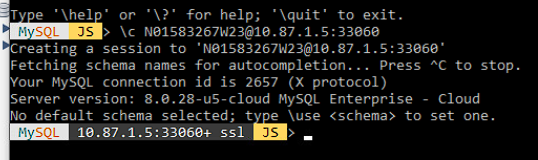 Type '\help' or '\?' for help; '\quit' to exit.
MySQL JS > \c N01583267W23@10.87.1.5:33060
Creating a session to 'N01583267W23@10.87.1.5:33060'
Fetching schema names for autocompletion... Press ^C to stop.
Your MySQL connection id is 2657 (X protocol)
Server version: 8.0.28-u5-cloud MySQL Enterprise - Cloud
No default schema selected; type \use <schema> to set one.
MySQL 10.87.1.5:33060+ ssl JS >